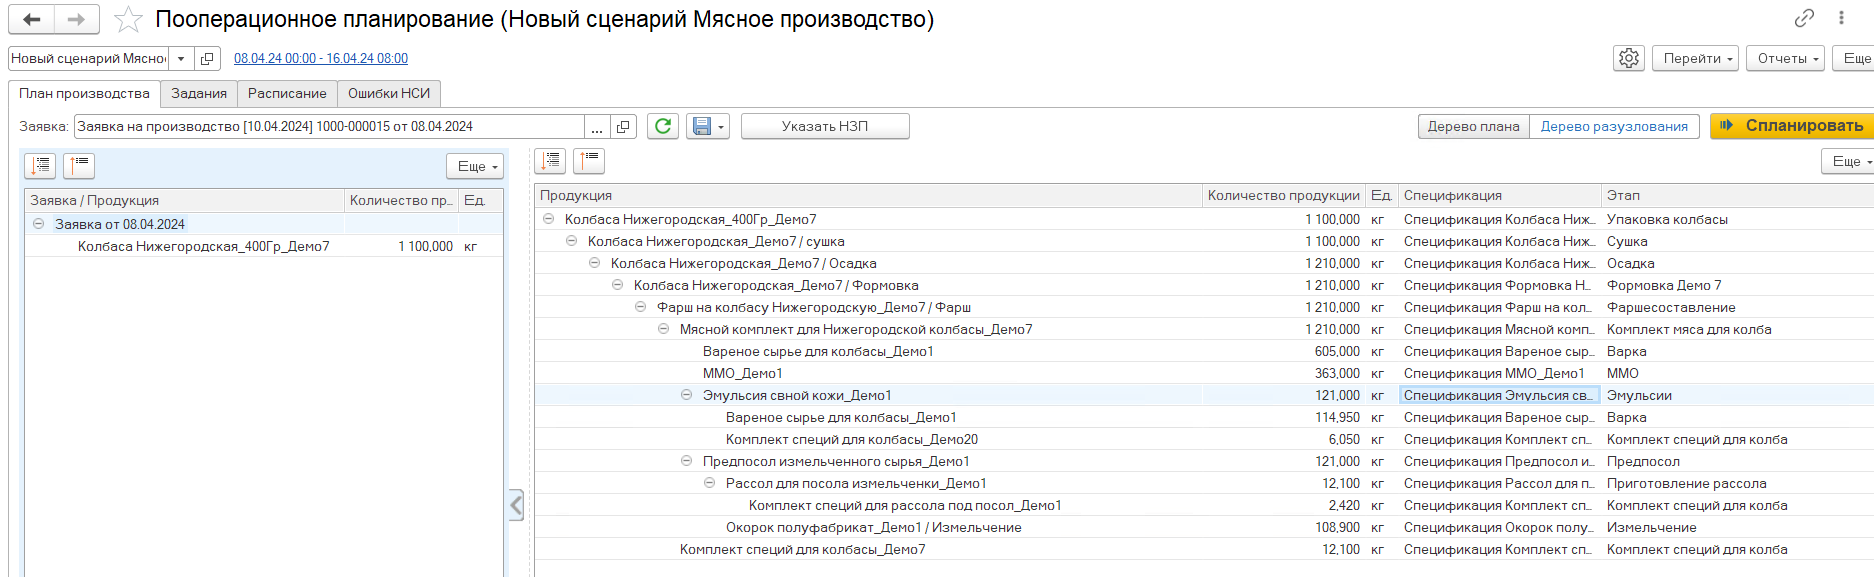 Пооперационное планирование (Новый сценарий Мясное производство)
Новый сценарий Мясно 08.04.24 00:00 - 16.04.24 08:00 Перейти Отчеты Еще
План производства Задания Расписание Ошибки НСИ
Заявка: Заявка на производство [10.04.2024] 1000-000015 от 08.04.2024 ... Указать НЗП Дерево плана Дерево разузлования Спланировать
Еще Еще
Заявка / Продукция Количество пр... Ед.
Заявка от 08.04.2024
Колбаса Нижегородская_400Гр_Демо7 1 100,000 кг
Продукция Количество продукции Ед. Спецификация Этап
Колбаса Нижегородская_400Гр_Демо7 1 100,000 кг Спецификация Колбаса Ниж... Упаковка колбасы
Колбаса Нижегородская_Демо7 / сушка 1 100,000 кг Спецификация Колбаса Ниж... Сушка
Колбаса Нижегородская_Демо7 / Осадка 1 210,000 кг Спецификация Колбаса Ниж... Осадка
Колбаса Нижегородская_Демо7 / Формовка 1 210,000 кг Спецификация Формовка Н... Формовка Демо 7
Фарш на колбасу Нижегородскую_Демо7 / Фарш 1 210,000 кг Спецификация Фарш на кол... Фаршесоставление
Мясной комплект для Нижегородской колбасы_Демо7 1 210,000 кг Спецификация Мясной комп... Комплект мяса для колба
Вареное сырье для колбасы_Демо1 605,000 кг Спецификация Вареное сыр... Варка
ММО_Демо1 363,000 кг Спецификация ММО_Демо1 ММО
Эмульсия свной кожи_Демо1 121,000 кг Спецификация Эмульсия св... Эмульсии
Вареное сырье для колбасы_Демо1 114,950 кг Спецификация Вареное сыр... Варка
Комплект специй для колбасы_Демо20 6,050 кг Спецификация Комплект сп... Комплект специй для колба
Предпосол измельченного сырья_Демо1 121,000 кг Спецификация Предпосол и... Предпосол
Рассол для посола измельченки_Демо1 12,100 кг Спецификация Рассол для п... Приготовление рассола
Комплект специй для рассола под посол_Демо1 2,420 кг Спецификация Комплект сп... Комплект специй для колба
Окорок полуфабрикат_Демо1 / Измельчение 108,900 кг Спецификация Окорок полу... Измельчение
Комплект специй для колбасы_Демо7 12,100 кг Спецификация Комплект сп... Комплект специй для колба